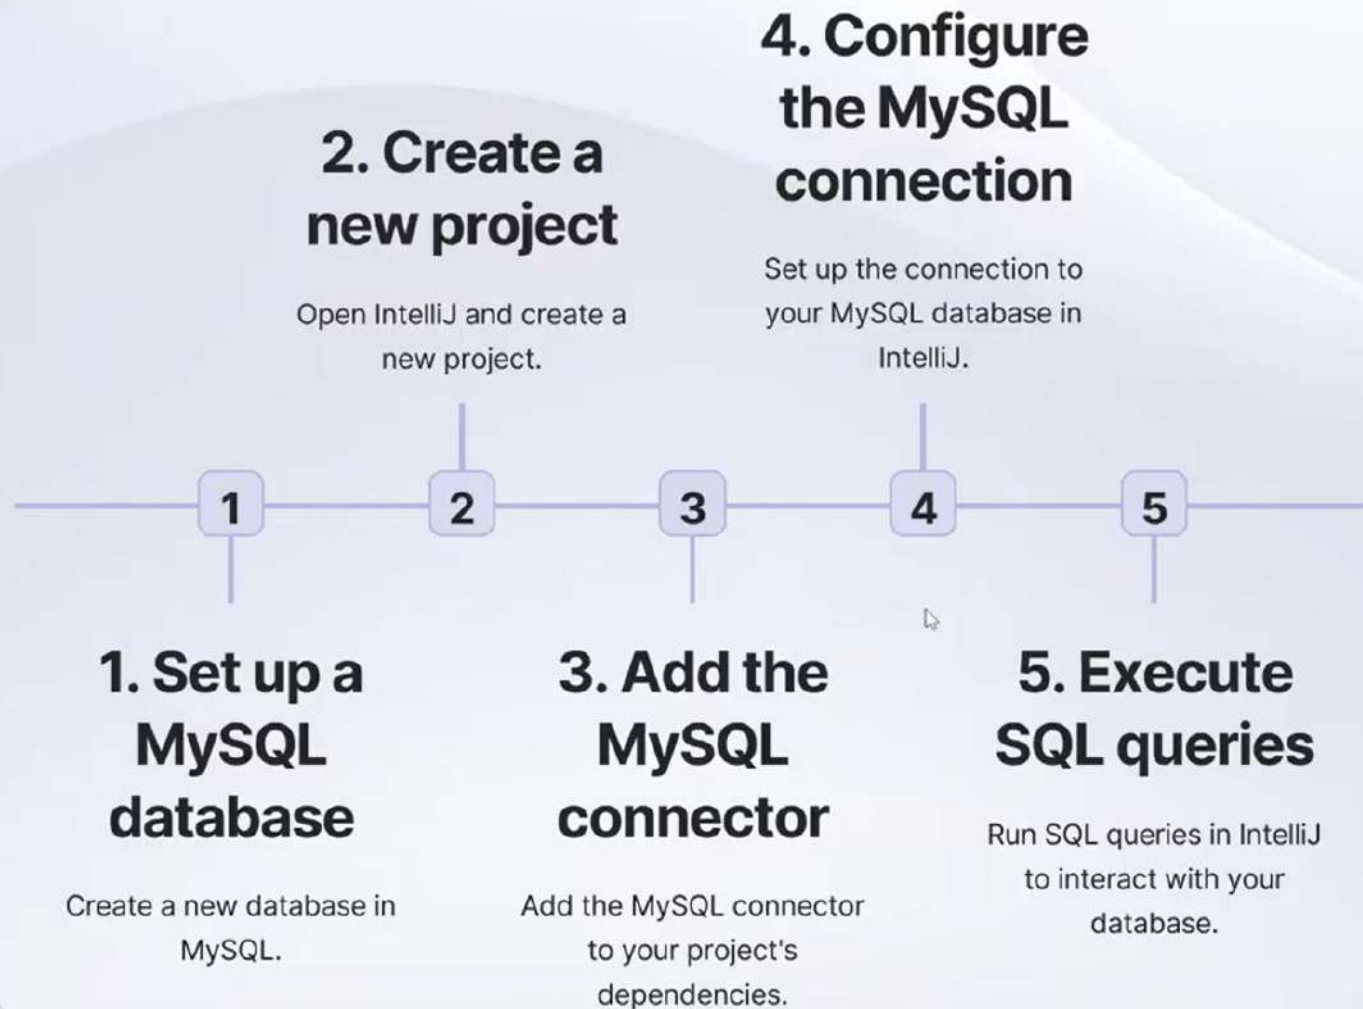 4. Configure
the MySQL
connection
Set up the connection to
your MySQL database in
IntelliJ.
2. Create a
new project
Open IntelliJ and create a
new project.
1
2
3
4
5
1. Set up a
MySQL
database
Create a new database in
MySQL.
3. Add the
MySQL
connector
Add the MySQL connector
to your project's
dependencies.
5. Execute
SQL queries
Run SQL queries in IntelliJ
to interact with your
database.